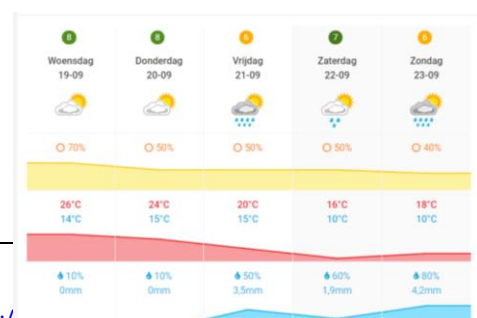 8 8 6 7 6
Woensdag Donderdag Vrijdag Zaterdag Zondag
19-09 20-09 21-09 22-09 23-09
70% 50% 50% 50% 40%
26°C 24°C 20°C 16°C 18°C
14°C 15°C 15°C 10°C 10°C
10% 10% 50% 60% 80%
0mm 0mm 3,5mm 1,9mm 4,2mm